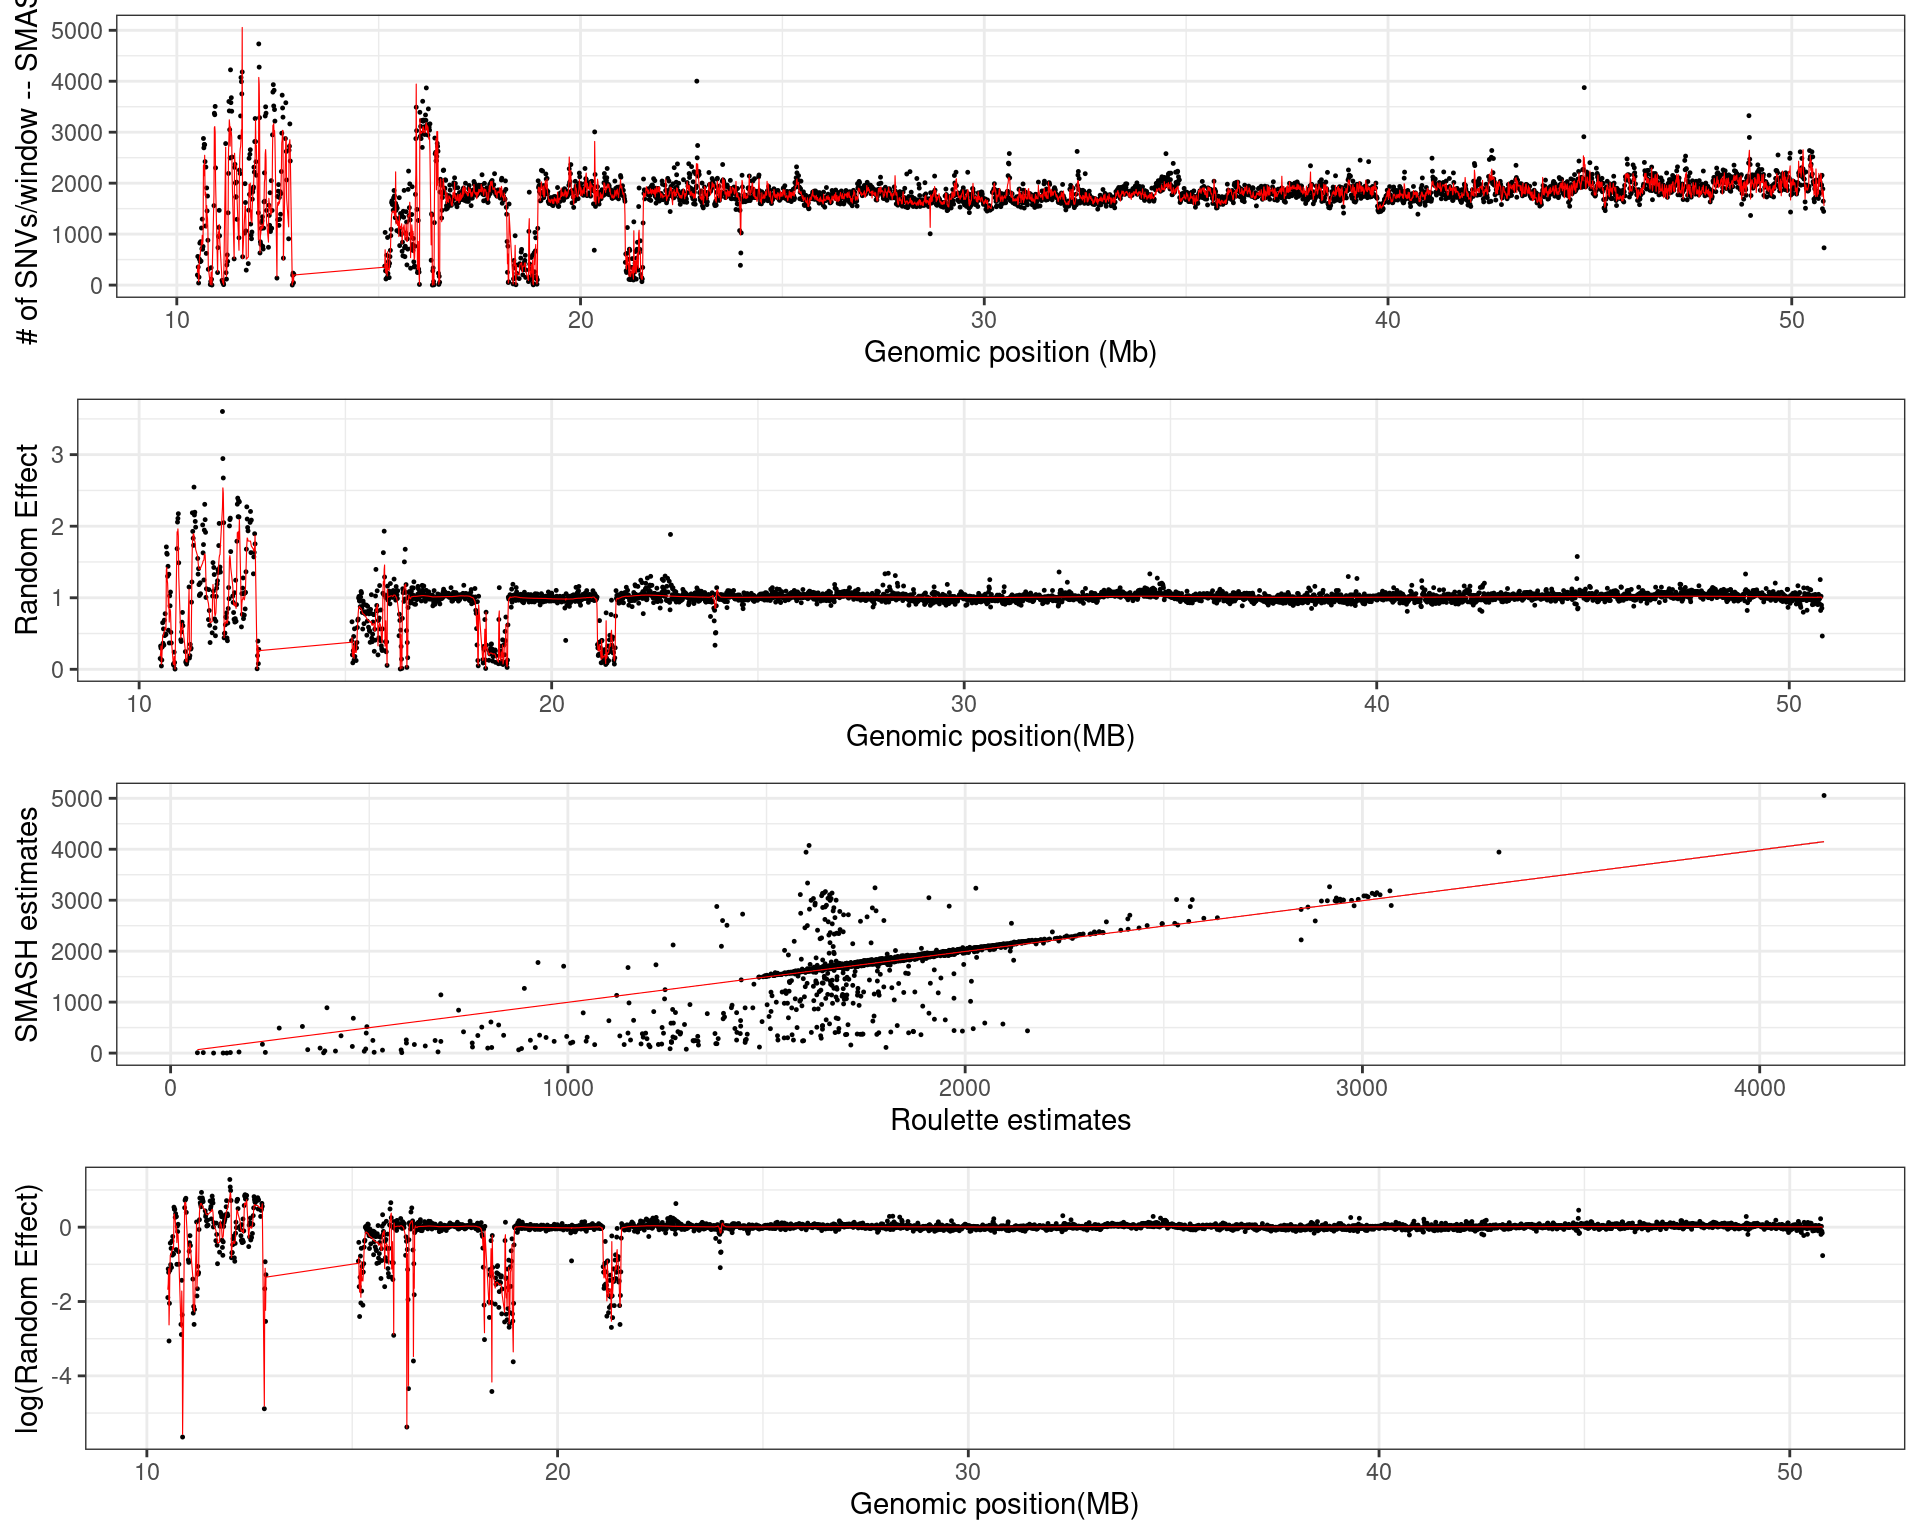 # of SNVs/window -- SMAS
5000
4000
3000
2000
1000
0
10 20 30 40 50
Genomic position (Mb)
Random Effect
3
2
1
0
10 20 30 40 50
Genomic position(MB)
SMASH estimates
5000
4000
3000
2000
1000
0
0 1000 2000 3000 4000
Roulette estimates
log(Random Effect)
0
-2
-4
10 20 30 40 50
Genomic position(MB)